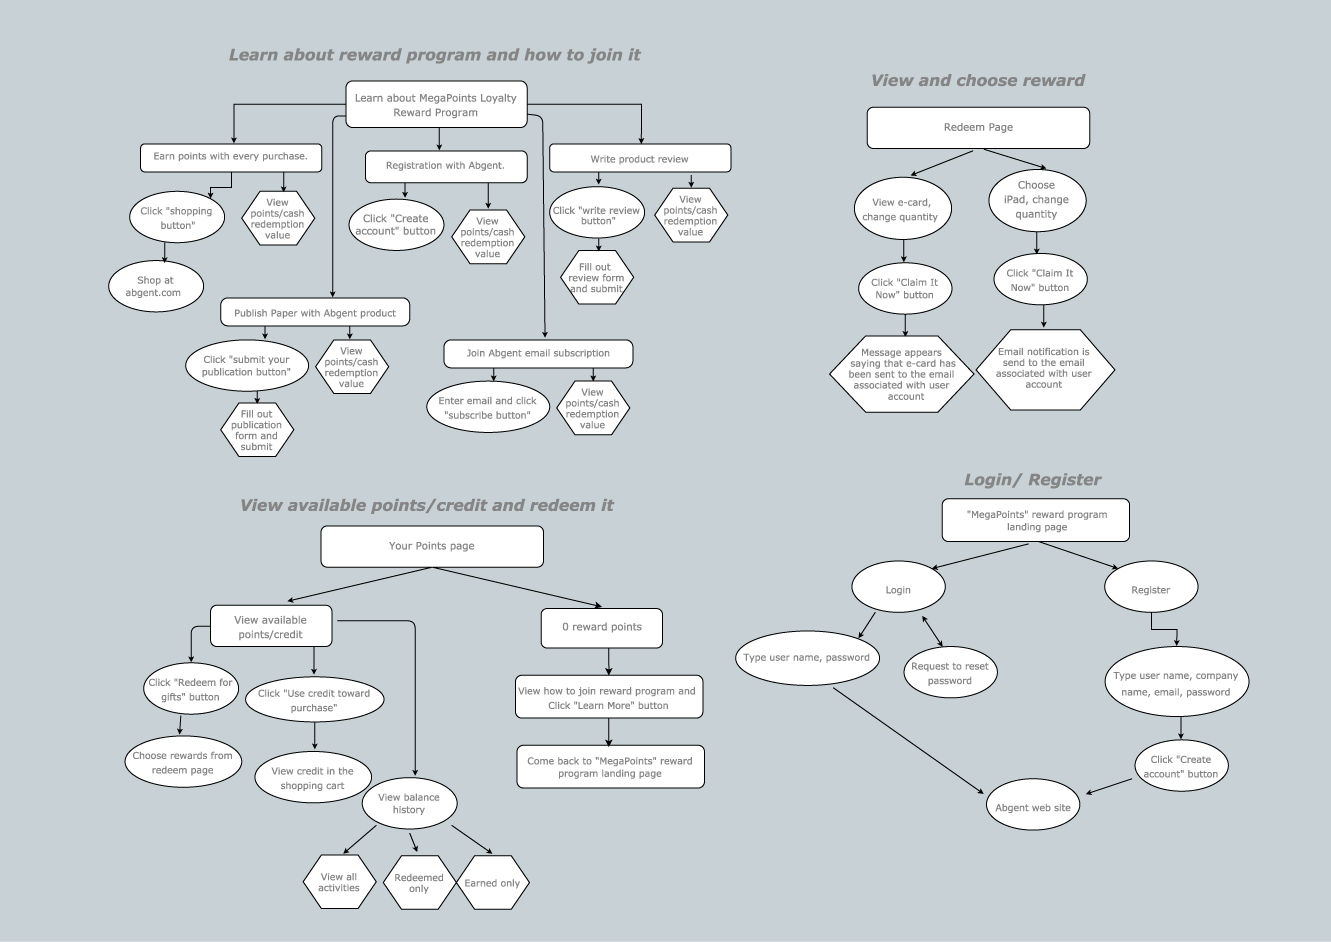 Learn about reward program and how to join it
Learn about MegaPoints Loyalty
Reward Program
Earn points with every purchase.
Click "shopping
button"
Shop at
abgent.com
View
points/cash
redemption
value
Registration with Abgent.
Click "Create
account" button
View
points/cash
redemption
value
Write product review
Click "write review
button"
Fill out
review form
and submit
View
points/cash
redemption
value
Publish Paper with Abgent product
Click "submit your
publication button"
Fill out
publication
form and
submit
View
points/cash
redemption
value
Join Abgent email subscription
Enter email and click
"subscribe button"
View
points/cash
redemption
value
View and choose reward
Redeem Page
View e-card,
change quantity
Click "Claim It
Now" button
Message appears
saying that e-card has
been sent to the email
associated with user
account
Choose
iPad, change
quantity
Click "Claim It
Now" button
Email notification is
send to the email
associated with user
account
View available points/credit and redeem it
Your Points page
View available
points/credit
Click "Redeem for
gifts" button
Choose rewards from
redeem page
Click "Use credit toward
purchase"
View credit in the
shopping cart
View balance
history
View all
activities
Redeemed
only
Earned only
0 reward points
View how to join reward program and
Click "Learn More" button
Come back to "MegaPoints" reward
program landing page
Login/ Register
"MegaPoints" reward program
landing page
Login
Type user name, password
Request to reset
password
Register
Type user name, company
name, email, password
Click "Create
account" button
Abgent web site